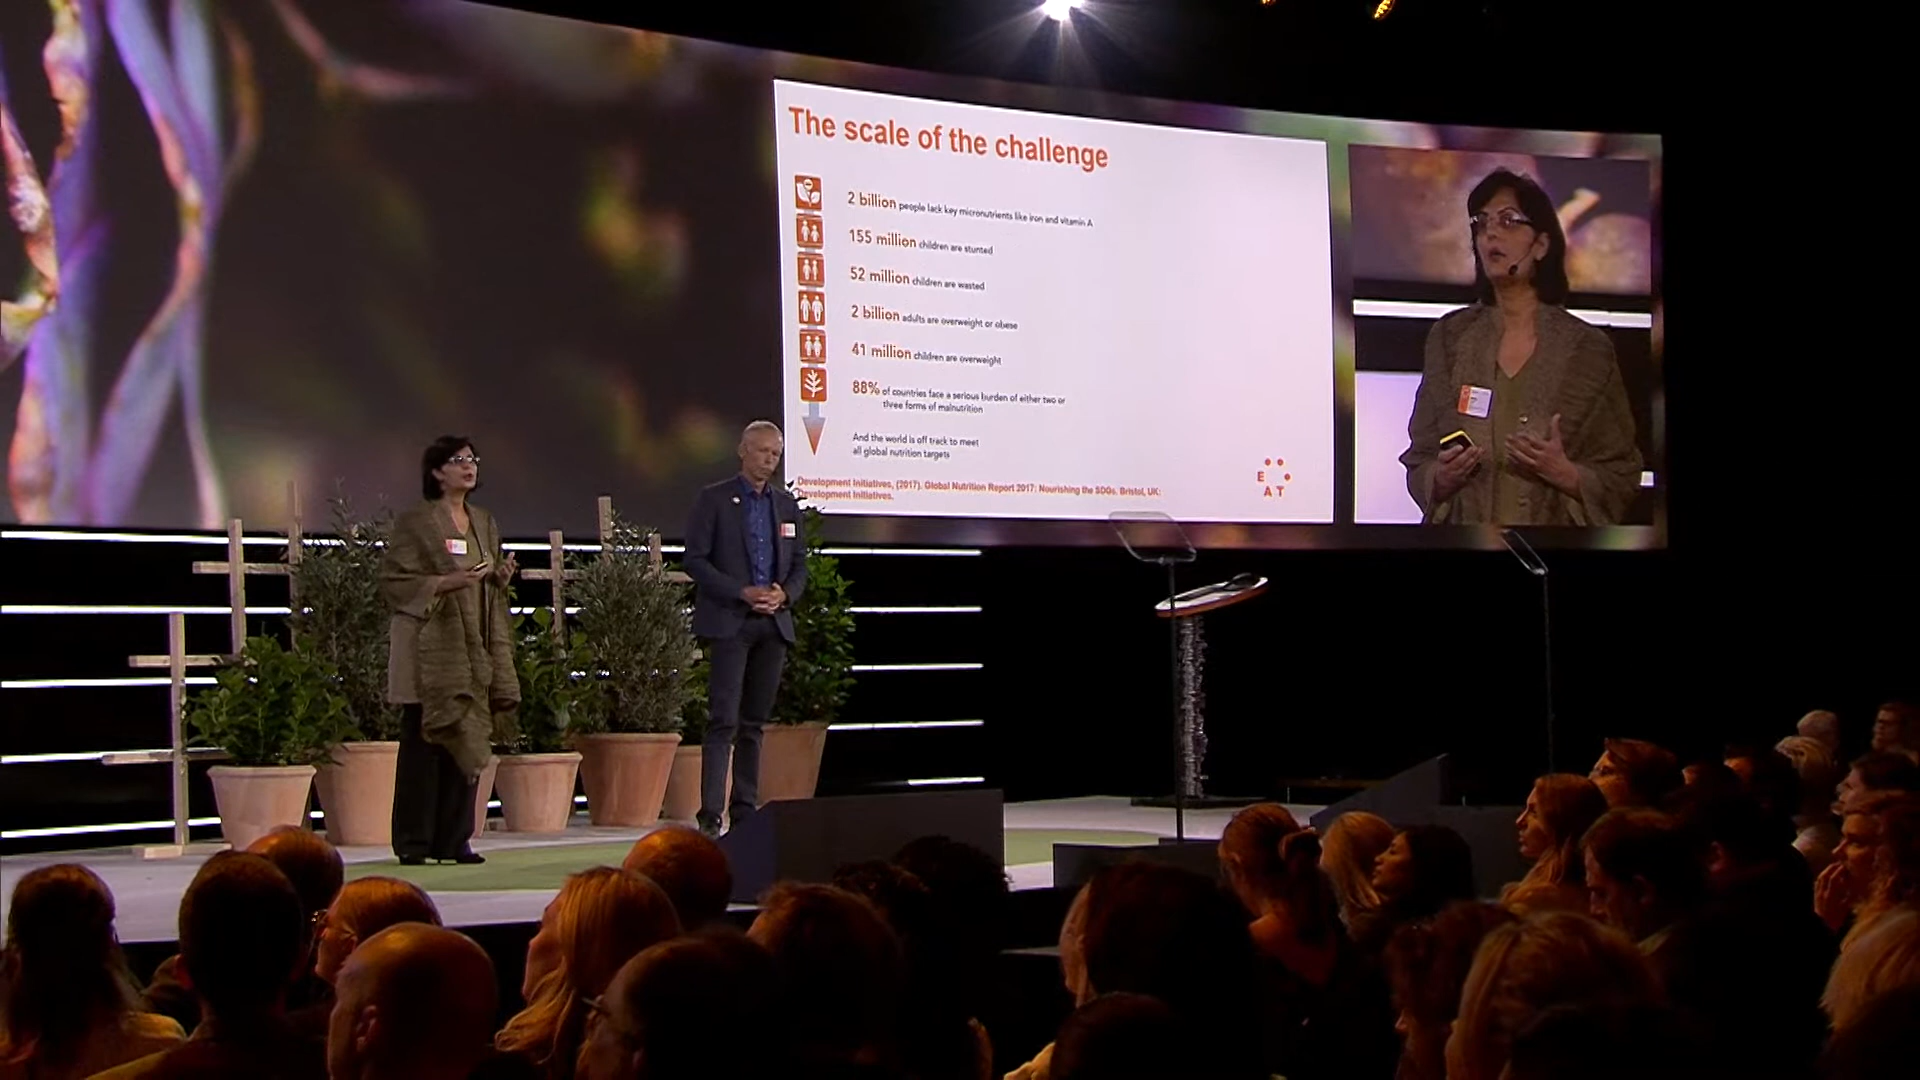 The scale of the challenge
2 billion people lack key micronutrients like iron and vitamin A
155 million children are stunted
52 million children are wasted
2 billion adults are overweight or obese
41 million children are overweight
88% of countries face a serious burden of either two or
three forms of malnutrition
And the world is off track to meet
all global nutrition targets
Development Initiatives, (2017). Global Nutrition Report 2017: Nourishing the SDGs. Bristol, UK:
Development Initiatives.
E
A T